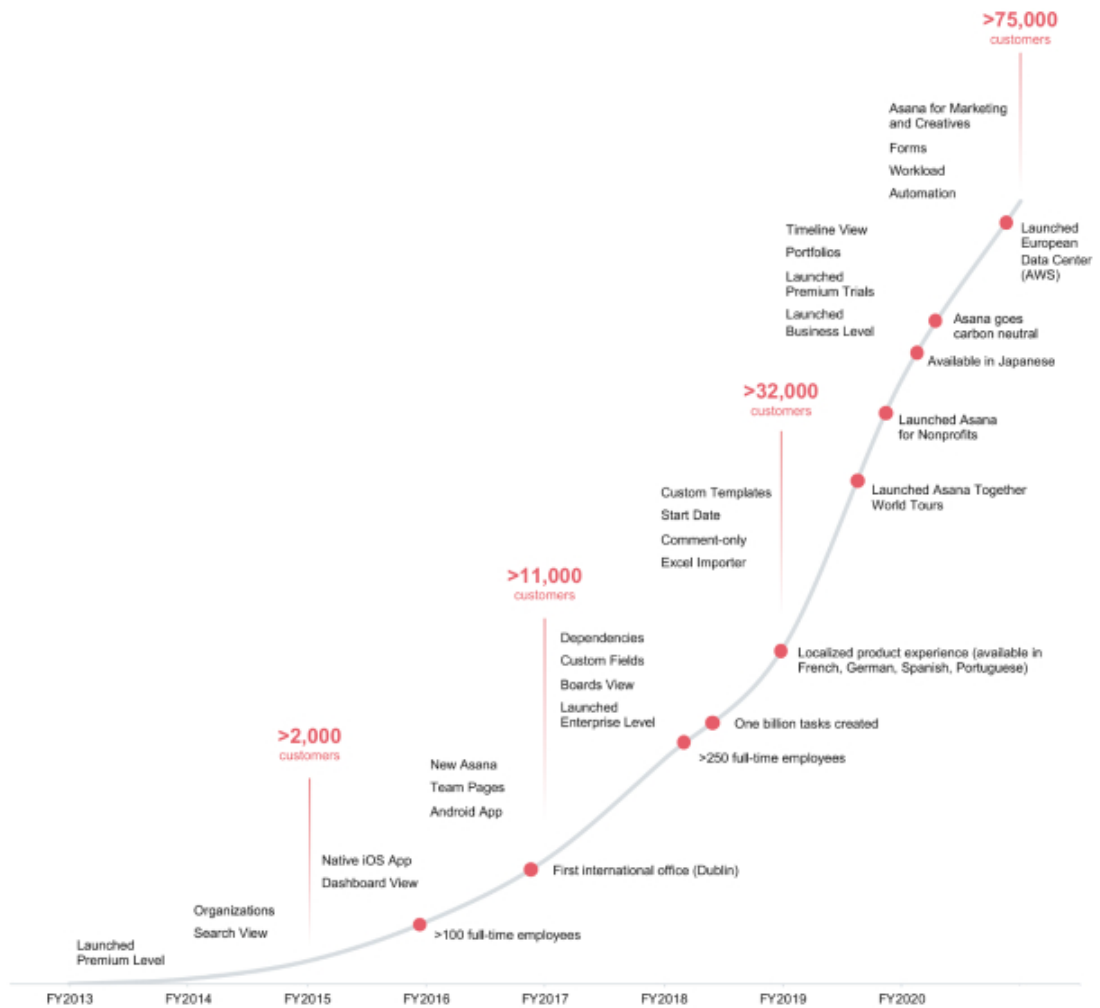 >75,000
customers
Asana for Marketing
and Creatives
Forms
Workload
Automation
Launched
European
Data Center
(AWS)
Timeline View
Portfolios
Launched
Premium Trials
Launched
Business Level
Asana goes
carbon neutral
Available in Japanese
>32,000
customers
Launched Asana
for Nonprofits
Launched Asana Together
World Tours
Custom Templates
Start Date
Comment-only
Excel Importer
>11,000
customers
Dependencies
Custom Fields
Boards View
Launched
Enterprise Level
Localized product experience (available in
French, German, Spanish, Portuguese)
One billion tasks created
>250 full-time employees
>2,000
customers
New Asana
Team Pages
Android App
Native iOS App
Dashboard View
First international office (Dublin)
Organizations
Search View
>100 full-time employees
Launched
Premium Level
FY2013 FY2014 FY2015 FY2016 FY2017 FY2018 FY2019 FY2020